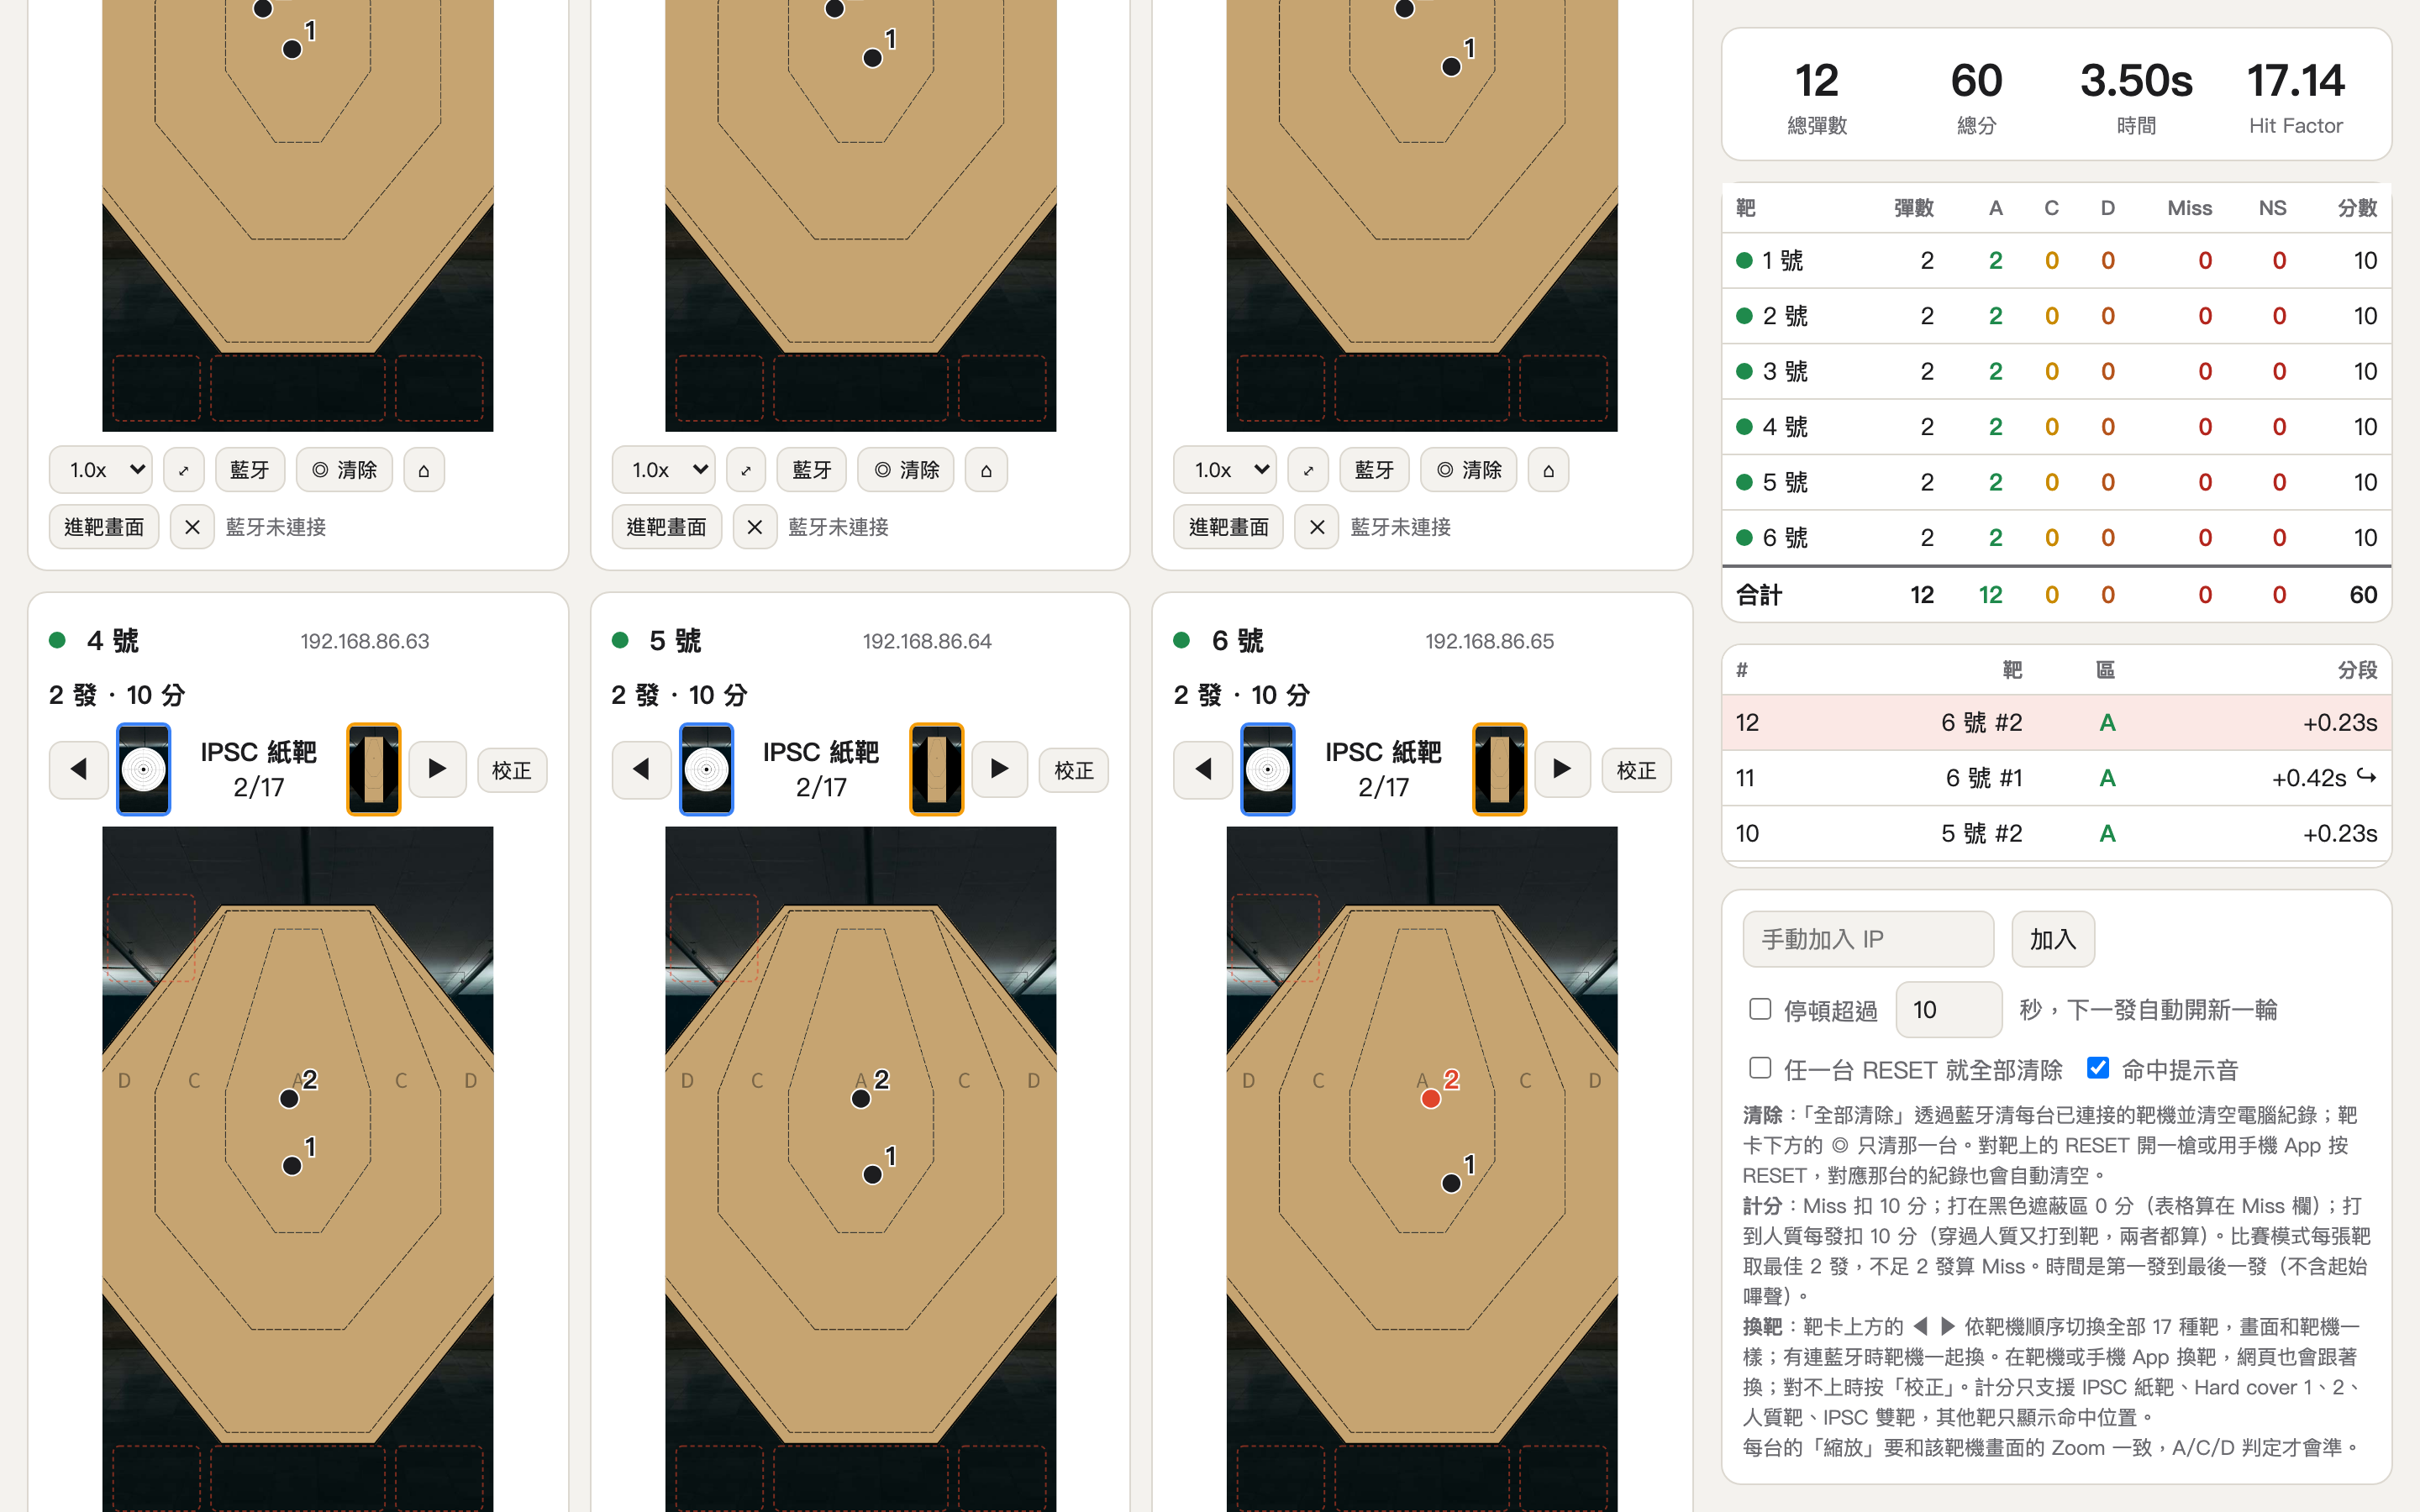 1
1
1
1.0x
⤢
藍牙
◎ 清除
⌂
進靶畫面
✕
藍牙未連接
1.0x
⤢
藍牙
◎ 清除
⌂
進靶畫面
✕
藍牙未連接
1.0x
⤢
藍牙
◎ 清除
⌂
進靶畫面
✕
藍牙未連接
4 號 192.168.86.63
2 發 · 10 分
◀ IPSC 紙靶 ▶ 校正
2/17
D C A 2 C D
1
5 號 192.168.86.64
2 發 · 10 分
◀ IPSC 紙靶 ▶ 校正
2/17
D C A 2 C D
1
6 號 192.168.86.65
2 發 · 10 分
◀ IPSC 紙靶 ▶ 校正
2/17
D C A 2 C D
1
12 60 3.50s 17.14
總彈數 總分 時間 Hit Factor
靶 彈數 A C D Miss NS 分數
1 號 2 2 0 0 0 0 10
2 號 2 2 0 0 0 0 10
3 號 2 2 0 0 0 0 10
4 號 2 2 0 0 0 0 10
5 號 2 2 0 0 0 0 10
6 號 2 2 0 0 0 0 10
合計 12 12 0 0 0 0 60
# 靶 區 分段
12 6 號 #2 A +0.23s
11 6 號 #1 A +0.42s ↪
10 5 號 #2 A +0.23s
手動加入 IP 加入
停頓超過 10 秒，下一發自動開新一輪
任一台 RESET 就全部清除 命中提示音
清除：「全部清除」透過藍牙清每台已連接的靶機並清空電腦紀錄；靶
卡下方的 ◎ 只清那一台。對靶上的 RESET 開一槍或用手機 App 按
RESET，對應那台的紀錄也會自動清空。
計分：Miss 扣 10 分；打在黑色遮蔽區 0 分（表格算在 Miss 欄）；打
到人質每發扣 10 分（穿過人質又打到靶，兩者都算）。比賽模式每張靶
取最佳 2 發，不足 2 發算 Miss。時間是第一發到最後一發（不含起始
嗶聲）。
換靶：靶卡上方的 ◀ ▶ 依靶機順序切換全部 17 種靶，畫面和靶機一
樣；有連藍牙時靶機一起換。在靶機或手機 App 換靶，網頁也會跟著
換；對不上時按「校正」。計分只支援 IPSC 紙靶、Hard cover 1、2、
人質靶、IPSC 雙靶，其他靶只顯示命中位置。
每台的「縮放」要和該靶機畫面的 Zoom 一致，A/C/D 判定才會準。